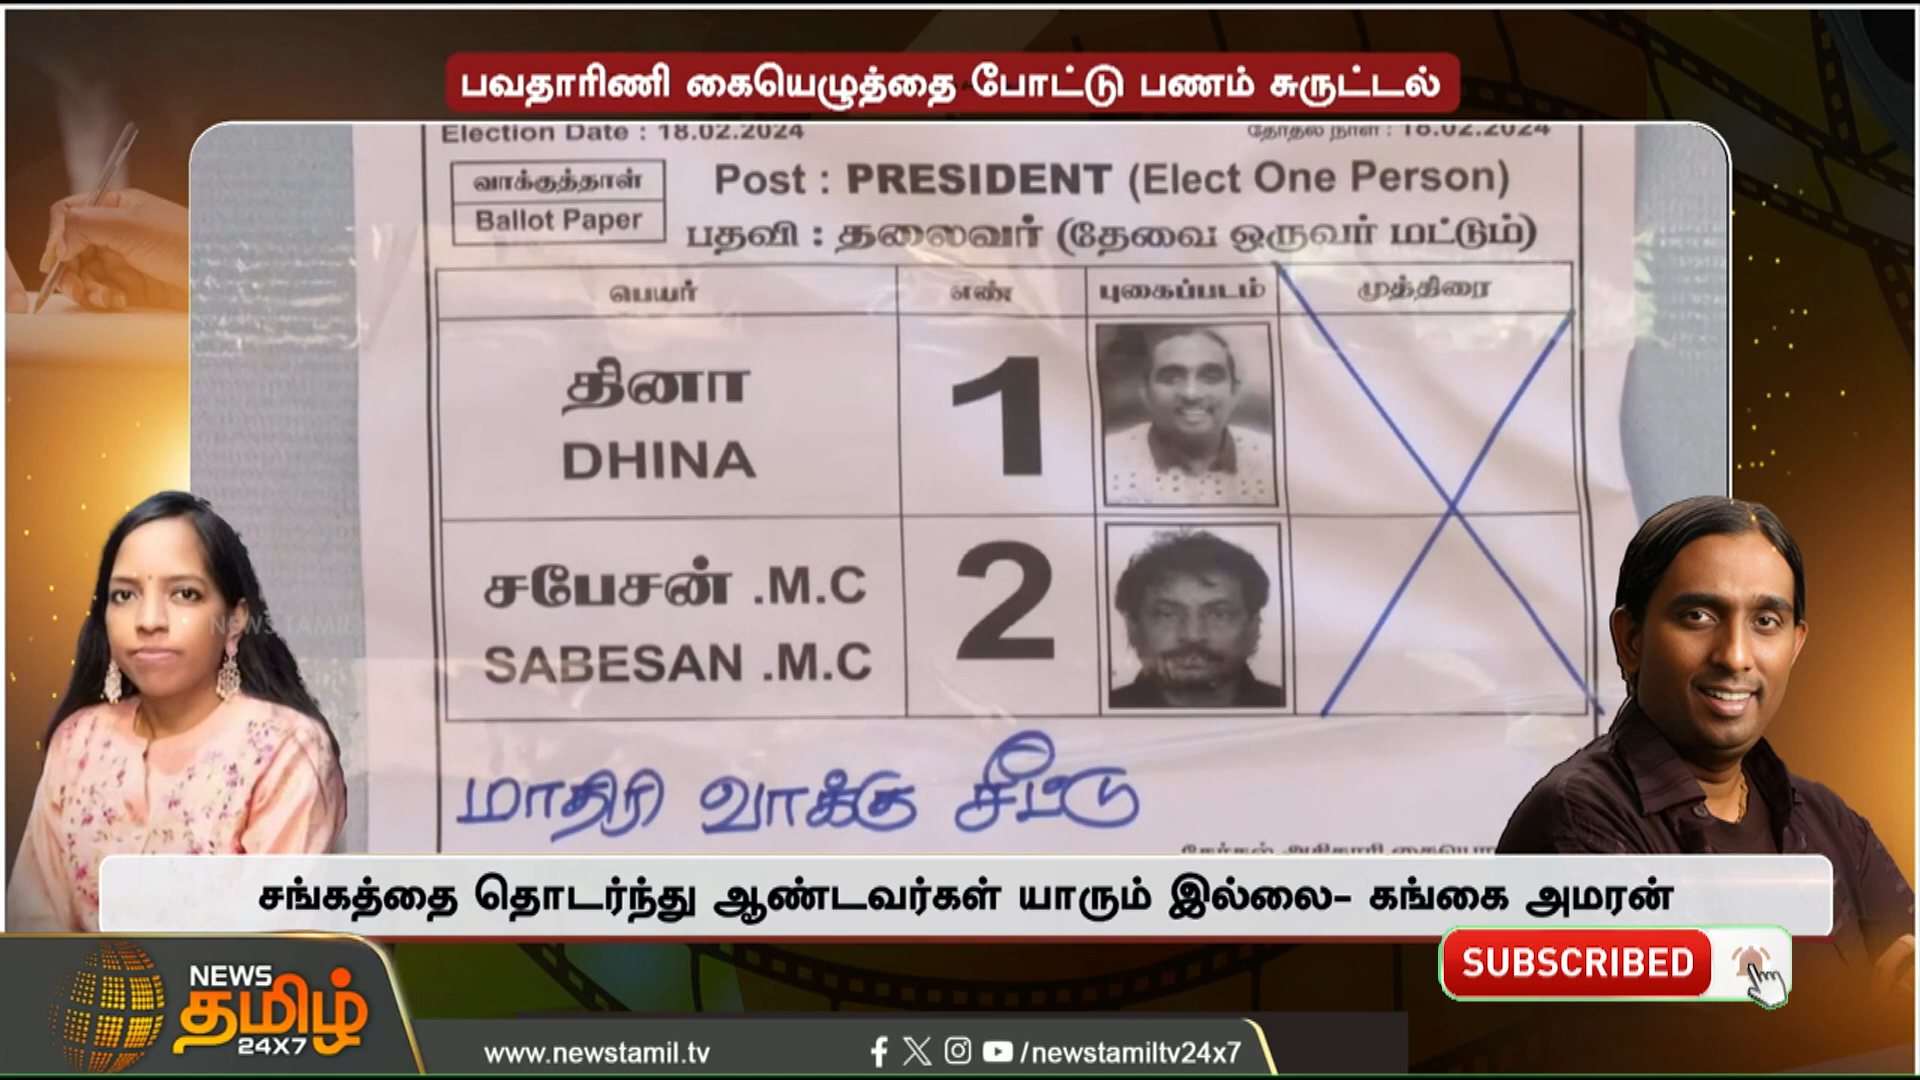 பவதாரிணி கையெழுத்தை போட்டு பணம் சுருட்டல்
Election Date : 18.02.2024
தேர்தல் நாள் : 18.02.2024
வாக்குத்தாள்
Ballot Paper
Post : PRESIDENT (Elect One Person)
பதவி : தலைவர் (தேவை ஒருவர் மட்டும்)
பெயர் எண் புகைப்படம் முத்திரை
தினா
DHINA
1
சபேசன் .M.C
SABESAN .M.C
2
மாதிரி வாக்கு சீட்டு
NEWS TAMIL
சங்கத்தை தொடர்ந்து ஆண்டவர்கள் யாரும் இல்லை- கங்கை அமரன்
SUBSCRIBED
NEWS
தமிழ்
24X7
www.newstamil.tv
/newstamiltv24x7